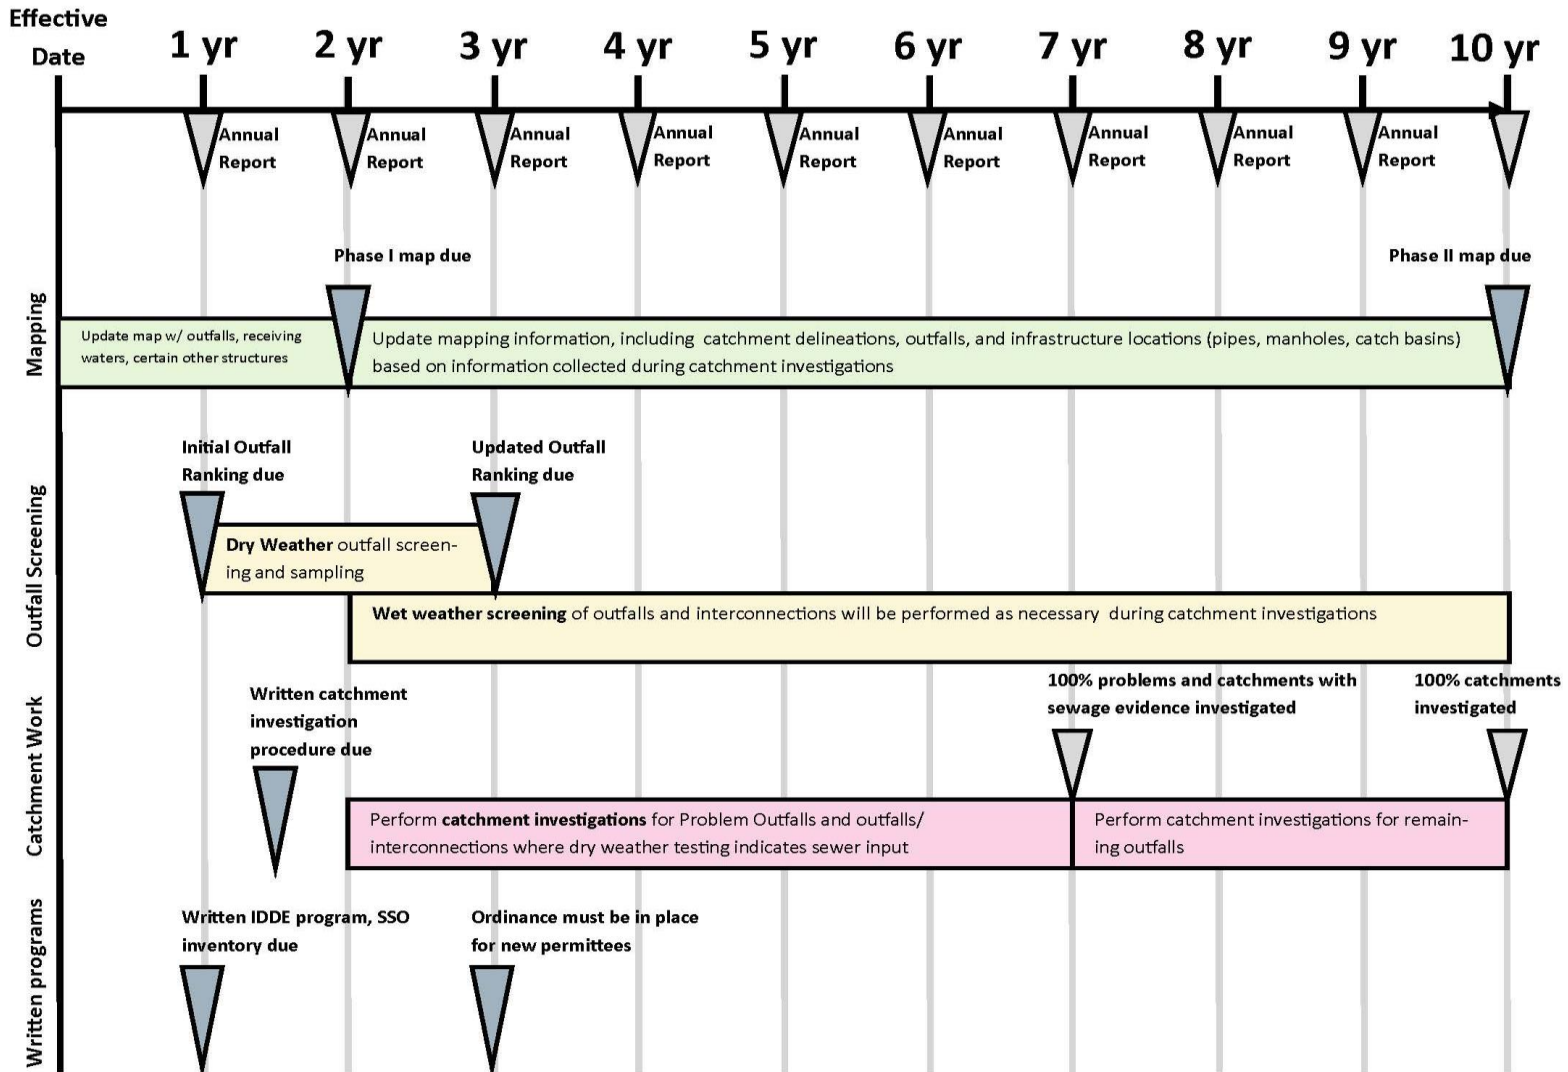 Effective
Date
1 yr
2 yr
3 yr
4 yr
5 yr
6 yr
7 yr
8 yr
9 yr
10 yr
Annual
Report
Annual
Report
Annual
Report
Annual
Report
Annual
Report
Annual
Report
Annual
Report
Annual
Report
Annual
Report
Mapping
Phase I map due
Phase II map due
Update map w/ outfalls, receiving
waters, certain other structures
Update mapping information, including catchment delineations, outfalls, and infrastructure locations (pipes, manholes, catch basins)
based on information collected during catchment investigations
Outfall Screening
Initial Outfall
Ranking due
Updated Outfall
Ranking due
Dry Weather outfall screen-
ing and sampling
Wet weather screening of outfalls and interconnections will be performed as necessary during catchment investigations
Catchment Work
Written catchment
investigation
procedure due
100% problems and catchments with
sewage evidence investigated
100% catchments
investigated
Perform catchment investigations for Problem Outfalls and outfalls/
interconnections where dry weather testing indicates sewer input
Perform catchment investigations for remain-
ing outfalls
Written programs
Written IDDE program, SSO
inventory due
Ordinance must be in place
for new permittees